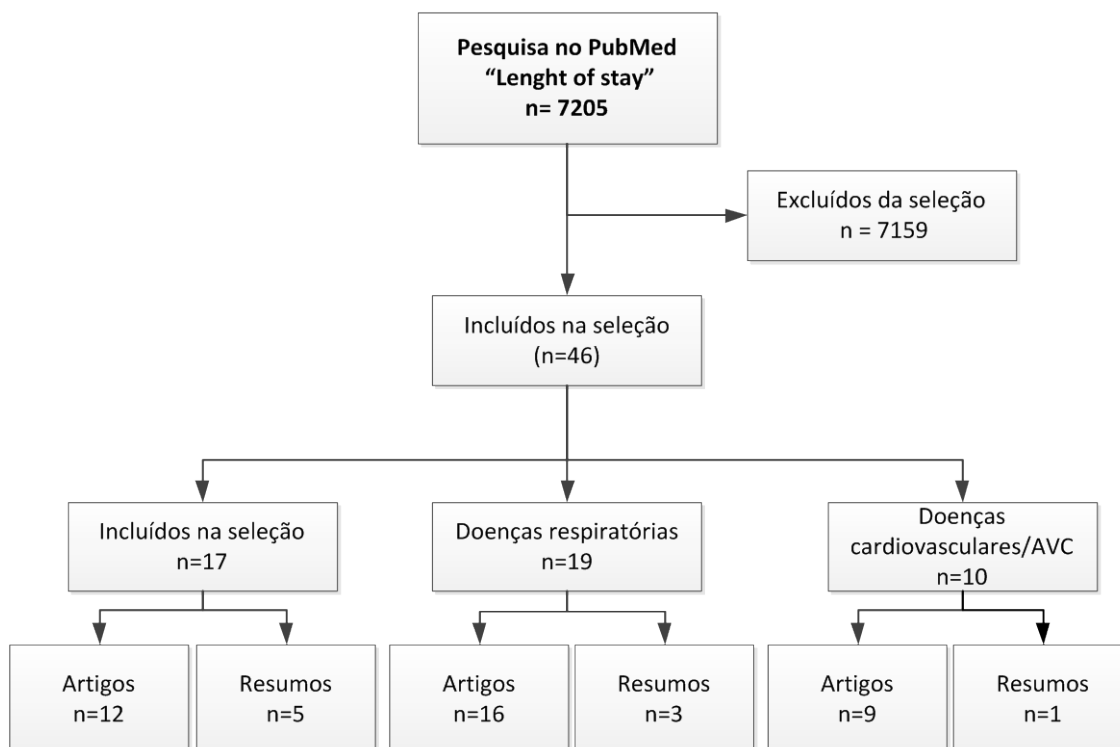 Pesquisa no PubMed
“Lenght of stay”
n= 7205
Excluídos da seleção
n = 7159
Incluídos na seleção
(n=46)
Incluídos na seleção
n=17
Doenças respiratórias
n=19
Doenças
cardiovasculares/AVC
n=10
Artigos
n=12
Resumos
n=5
Artigos
n=16
Resumos
n=3
Artigos
n=9
Resumos
n=1